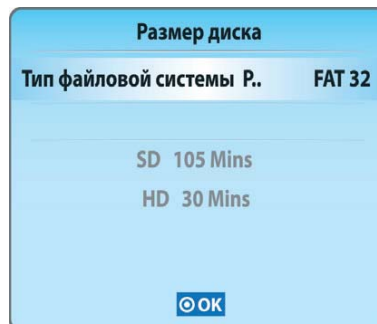 Размер диска
Тип файловой системы P.. FAT 32
SD 105 Mins
HD 30 Mins
OK